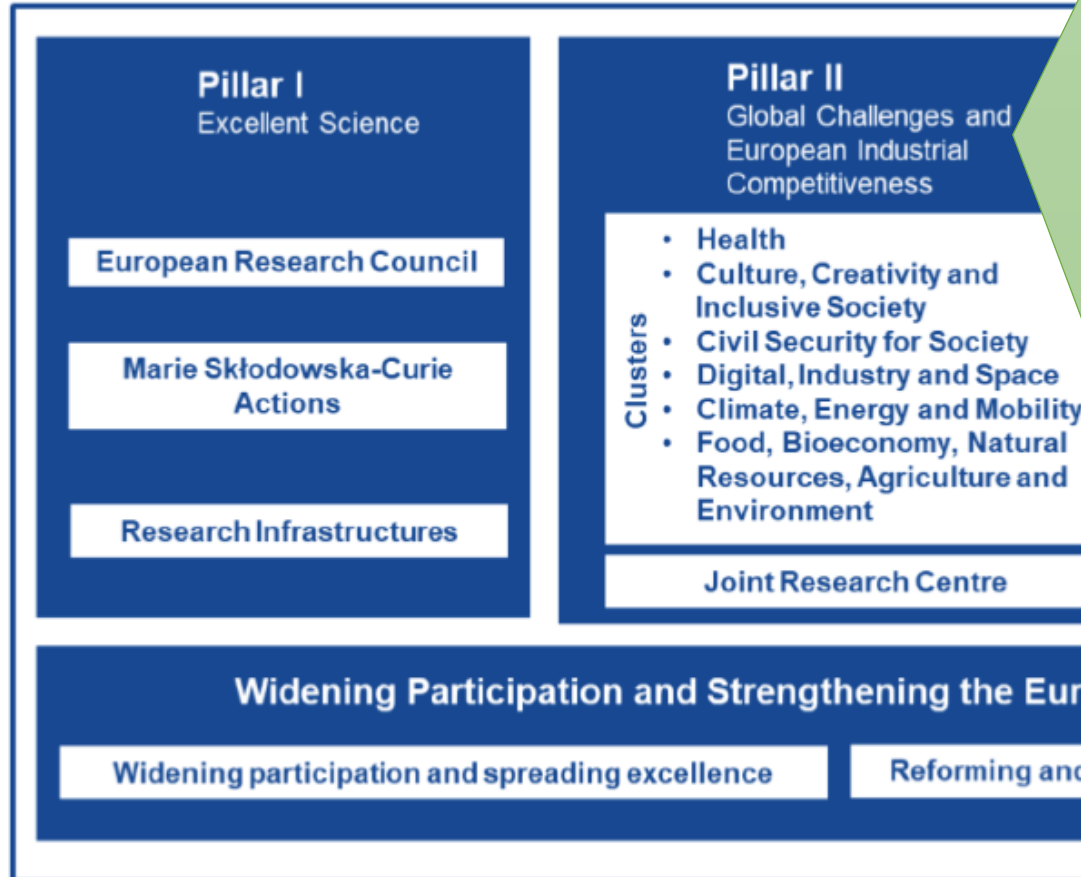 Pillar I
Excellent Science
European Research Council
Marie Skłodowska-Curie
Actions
Research Infrastructures
Pillar II
Global Challenges and
European Industrial
Competitiveness
Clusters
• Health
• Culture, Creativity and
Inclusive Society
• Civil Security for Society
• Digital, Industry and Space
• Climate, Energy and Mobility
• Food, Bioeconomy, Natural
Resources, Agriculture and
Environment
Joint Research Centre
Widening Participation and Strengthening the Eur
Widening participation and spreading excellence
Reforming and